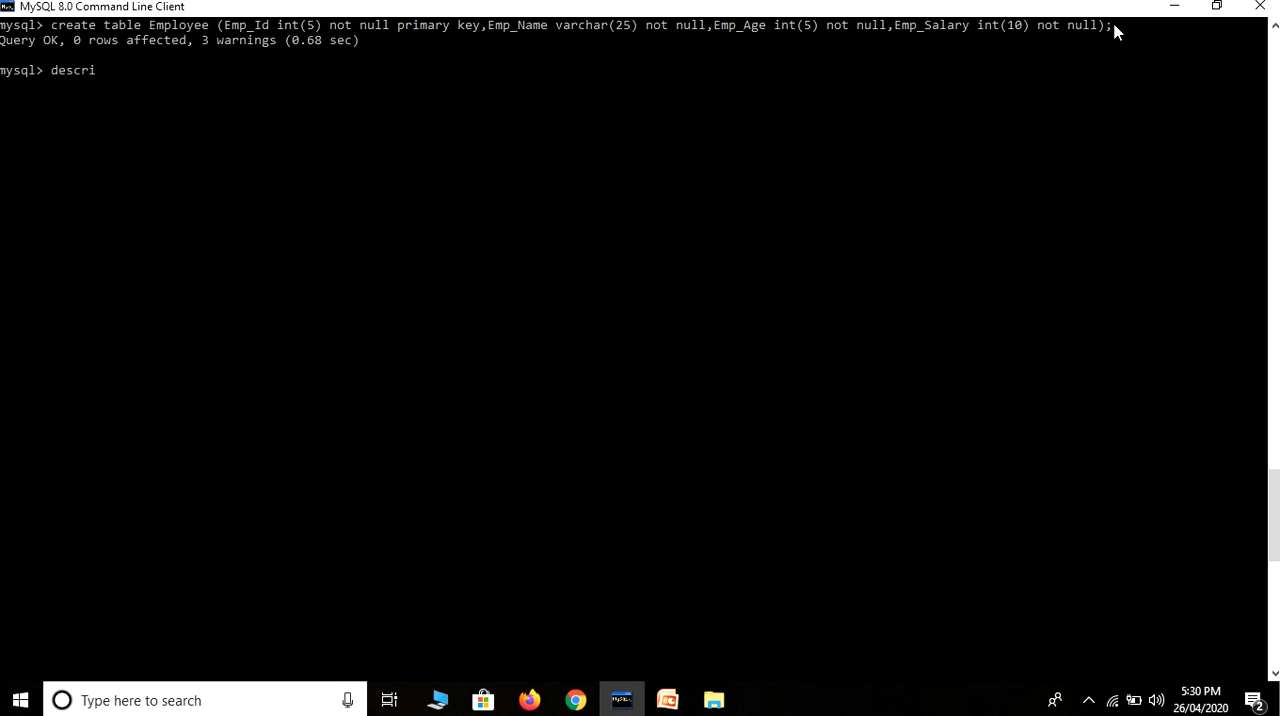 MySQL 8.0 Command Line Client
mysql> create table Employee (Emp_Id int(5) not null primary key,Emp_Name varchar(25) not null,Emp_Age int(5) not null,Emp_Salary int(10) not null);
Query OK, 0 rows affected, 3 warnings (0.68 sec)
mysql> descri
Type here to search
5:30 PM
26/04/2020
2